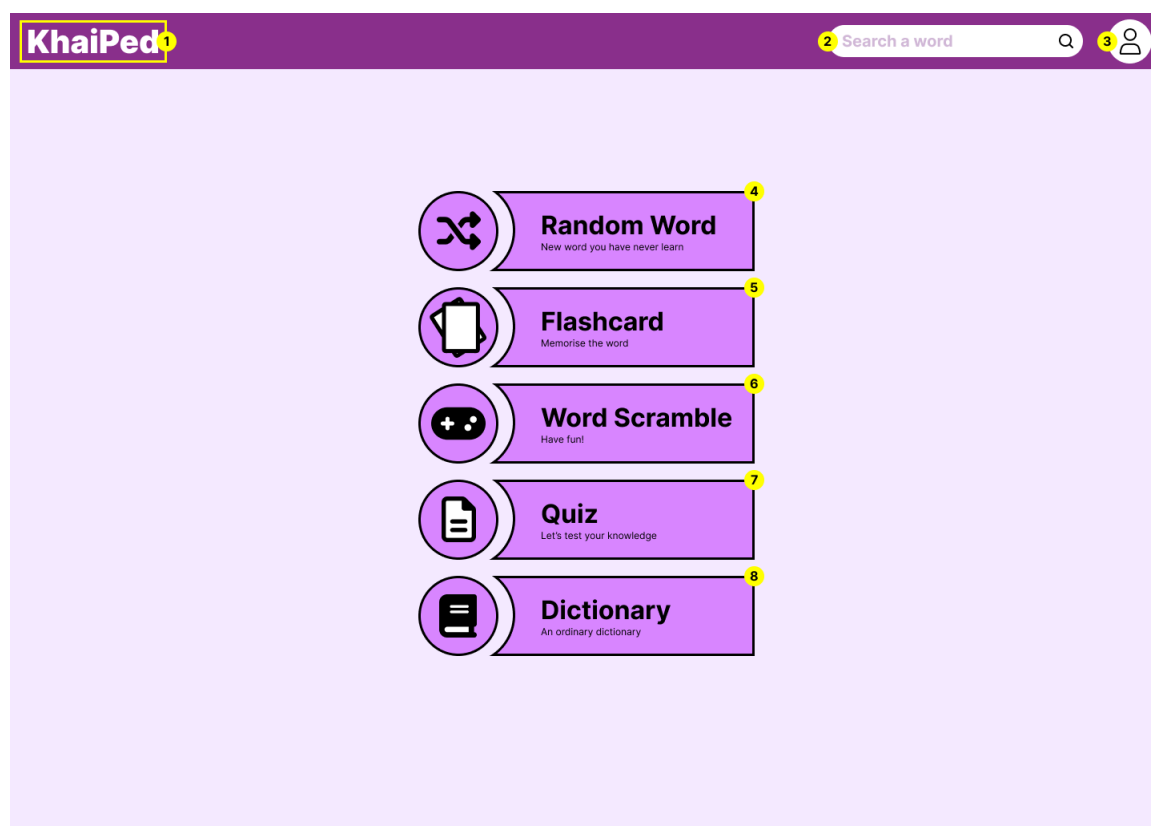 KhaiPed 1
2 Search a word 3
4
Random Word
New word you have never learn
5
Flashcard
Memorise the word
6
Word Scramble
Have fun!
7
Quiz
Let's test your knowledge
8
Dictionary
An ordinary dictionary